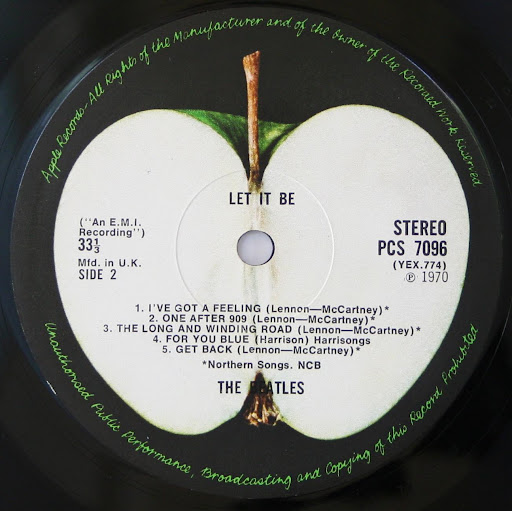 Apple Records-All Rights of the Manufacturer and of the Owner of the Recorded Work Reserved
LET IT BE
("An E.M.I.
Recording")
33⅓
Mfd. in U.K.
SIDE 2
STEREO
PCS 7096
(YEX.774)
℗ 1970
1. I'VE GOT A FEELING (Lennon—McCartney)*
2. ONE AFTER 909 (Lennon—McCartney)*
3. THE LONG AND WINDING ROAD (Lennon—McCartney)*
4. FOR YOU BLUE (Harrison) Harrisongs
5. GET BACK (Lennon—McCartney)*
*Northern Songs. NCB
THE BEATLES
Unauthorised Public Performance, Broadcasting and Copying of this Record Prohibited